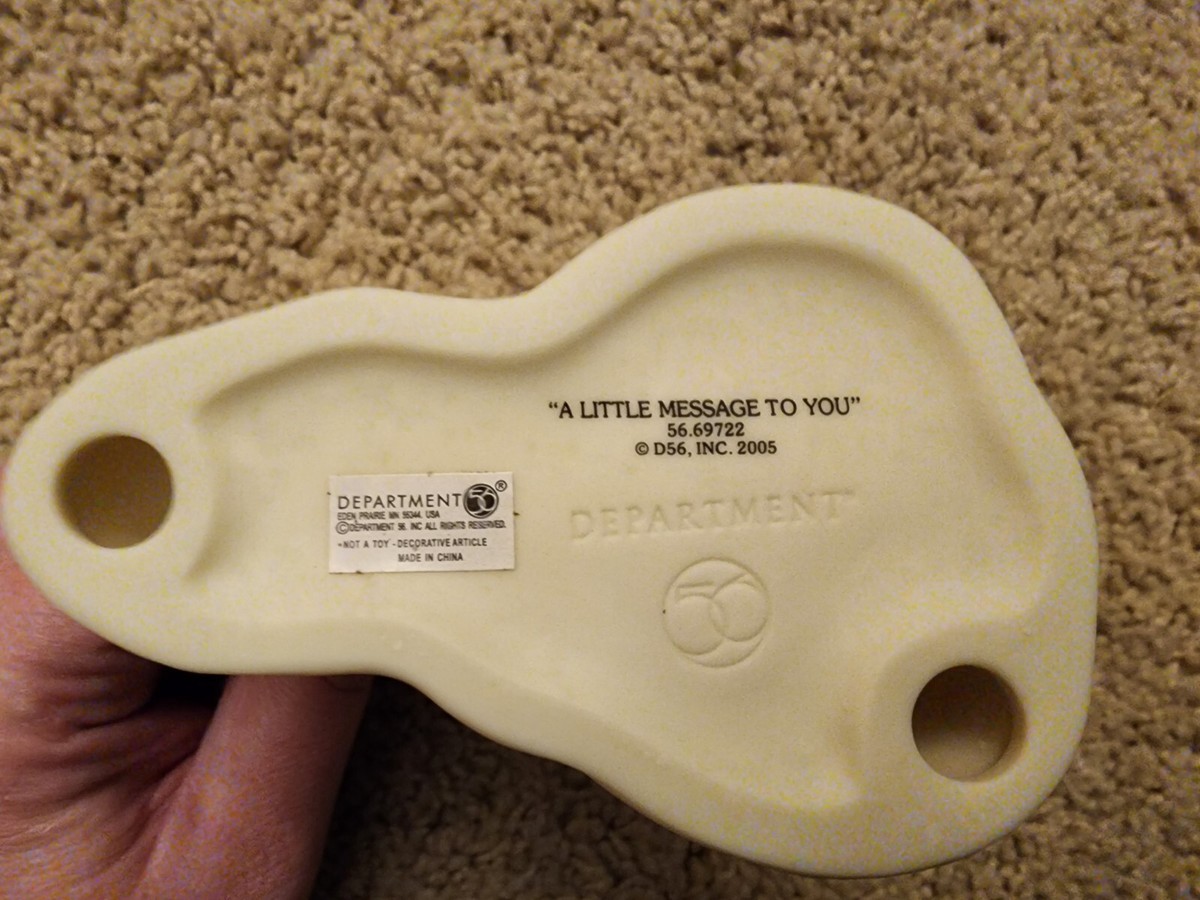 “A LITTLE MESSAGE TO YOU”
56.69722
© D56, INC. 2005
DEPARTMENT 56®
EDEN PRAIRIE MN 55344, USA
©DEPARTMENT 56. INC ALL RIGHTS RESERVED.
*NOT A TOY - DECORATIVE ARTICLE
MADE IN CHINA
DEPARTMENT™
56